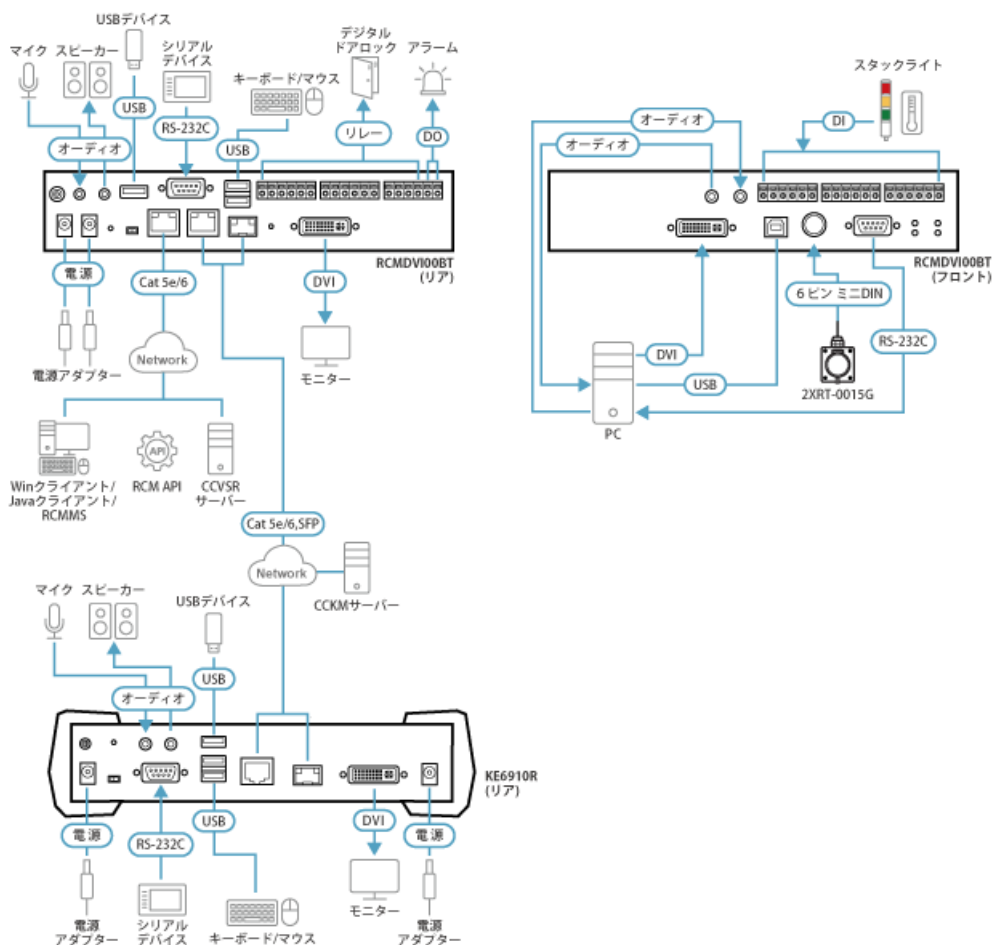 USBデバイス
マイク
スピーカー
シリアル
デバイス
キーボード/マウス
デジタル
ドアロック
アラーム
USB
RS-232C
オーディオ
USB
リレー
DO
RCMDVI00BT
(リア)
電源
Cat 5e/6
DVI
電源アダプター
Network
モニター
Winクライアント/
Javaクライアント/
RCMMS
API
RCM API
CCVSR
サーバー
Cat 5e/6,SFP
Network
CCKMサーバー
スタックライト
オーディオ
オーディオ
DI
RCMDVI00BT
(フロント)
6 ピン ミニDIN
RS-232C
DVI
USB
2XRT-0015G
PC
マイク
スピーカー
USBデバイス
USB
オーディオ
KE6910R
(リア)
電源
RS-232C
USB
DVI
電源
電源
アダプター
シリアル
デバイス
キーボード/マウス
モニター
電源
アダプター